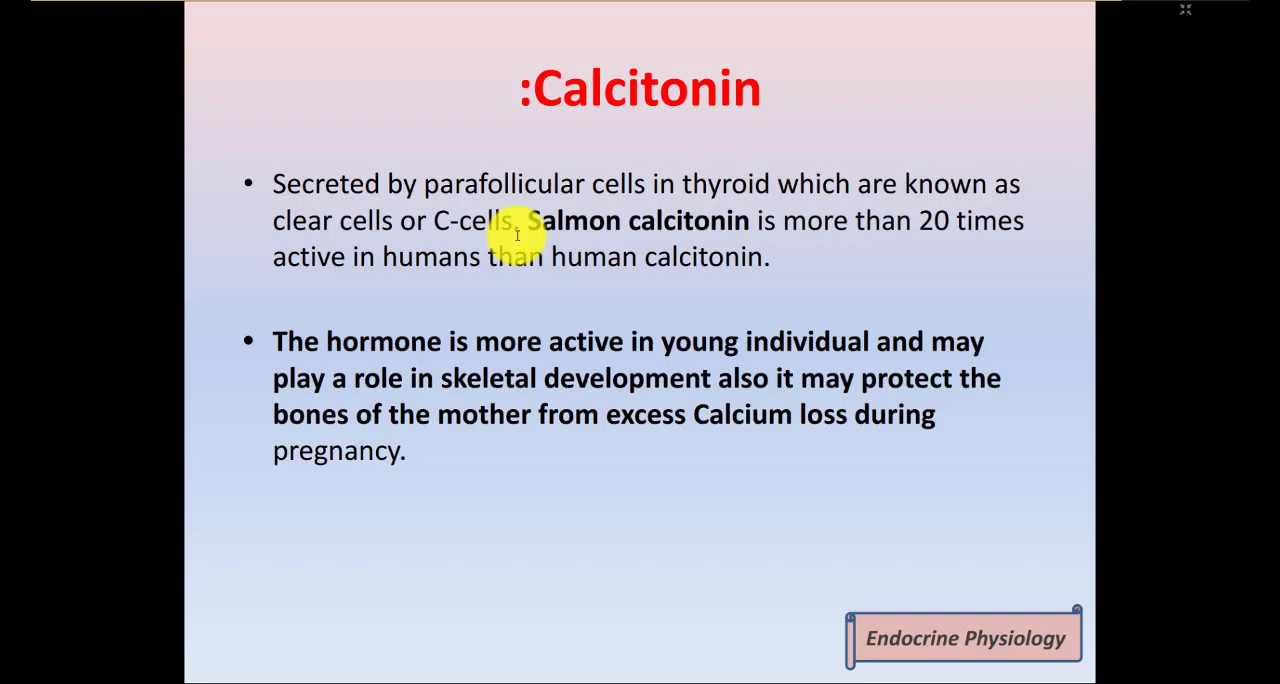 :Calcitonin
• Secreted by parafollicular cells in thyroid which are known as
clear cells or C-cells. Salmon calcitonin is more than 20 times
active in humans than human calcitonin.
• The hormone is more active in young individual and may
play a role in skeletal development also it may protect the
bones of the mother from excess Calcium loss during
pregnancy.
Endocrine Physiology